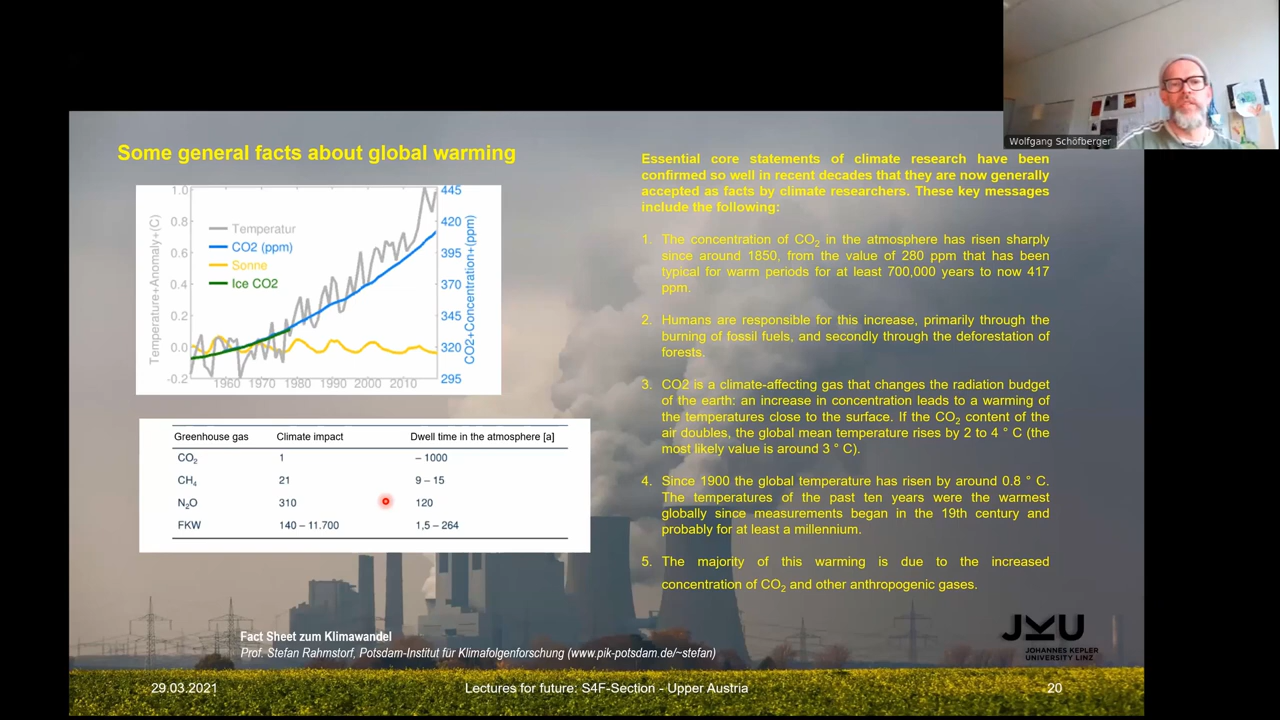 Wolfgang Schöfberger
Some general facts about global warming
1.0
0.8
0.6
0.4
0.2
0.0
-0.2
Temperature+Anomaly+(C)
Temperatur
CO2 (ppm)
Sonne
Ice CO2
445
420
395
370
345
320
295
CO2+Concentration+(ppm)
1960 1970 1980 1990 2000 2010
Greenhouse gas Climate impact Dwell time in the atmosphere [a]
CO₂ 1 – 1000
CH₄ 21 9 – 15
N₂O 310 120
FKW 140 – 11.700 1,5 – 264
Essential core statements of climate research have been
confirmed so well in recent decades that they are now generally
accepted as facts by climate researchers. These key messages
include the following:
1. The concentration of CO₂ in the atmosphere has risen sharply
since around 1850, from the value of 280 ppm that has been
typical for warm periods for at least 700,000 years to now 417
ppm.
2. Humans are responsible for this increase, primarily through the
burning of fossil fuels, and secondly through the deforestation of
forests.
3. CO2 is a climate-affecting gas that changes the radiation budget
of the earth: an increase in concentration leads to a warming of
the temperatures close to the surface. If the CO₂ content of the
air doubles, the global mean temperature rises by 2 to 4 ° C (the
most likely value is around 3 ° C).
4. Since 1900 the global temperature has risen by around 0.8 ° C.
The temperatures of the past ten years were the warmest
globally since measurements began in the 19th century and
probably for at least a millennium.
5. The majority of this warming is due to the increased
concentration of CO₂ and other anthropogenic gases.
Fact Sheet zum Klimawandel
Prof. Stefan Rahmstorf, Potsdam-Institut für Klimafolgenforschung (www.pik-potsdam.de/~stefan)
JKU
JOHANNES KEPLER
UNIVERSITY LINZ
29.03.2021
Lectures for future: S4F-Section - Upper Austria
20